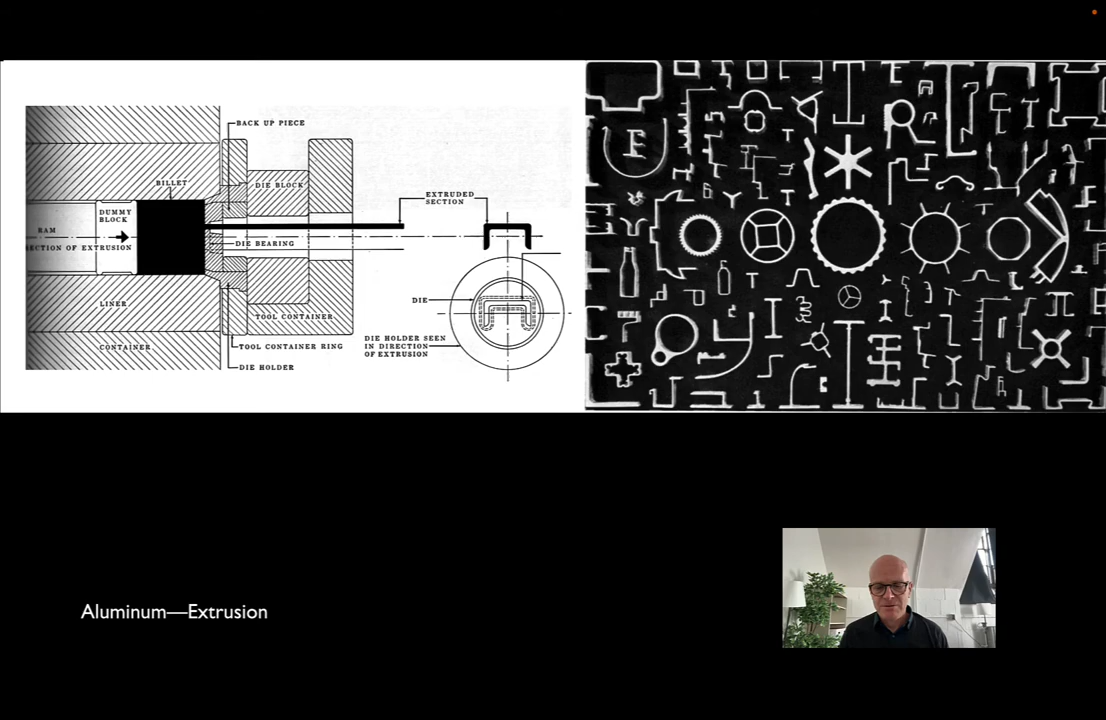 BACK UP PIECE
BILLET
DIE BLOCK
DUMMY
BLOCK
EXTRUDED
SECTION
RAM
ECTION OF EXTRUSION
DIE BEARING
LINER
DIE
TOOL CONTAINER
DIE HOLDER SEEN
IN DIRECTION
OF EXTRUSION
CONTAINER
TOOL CONTAINER RING
DIE HOLDER
E
Aluminum—Extrusion